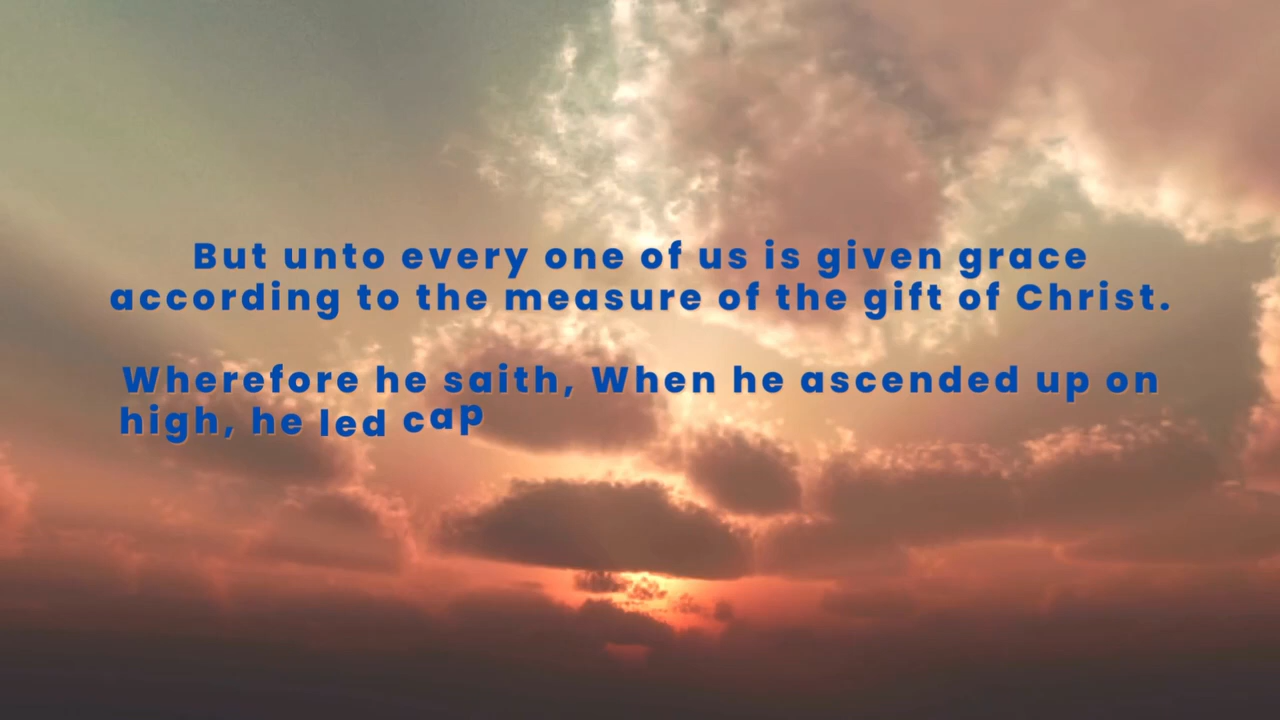 But unto every one of us is given grace
according to the measure of the gift of Christ.
Wherefore he saith, When he ascended up on
high, he led cap